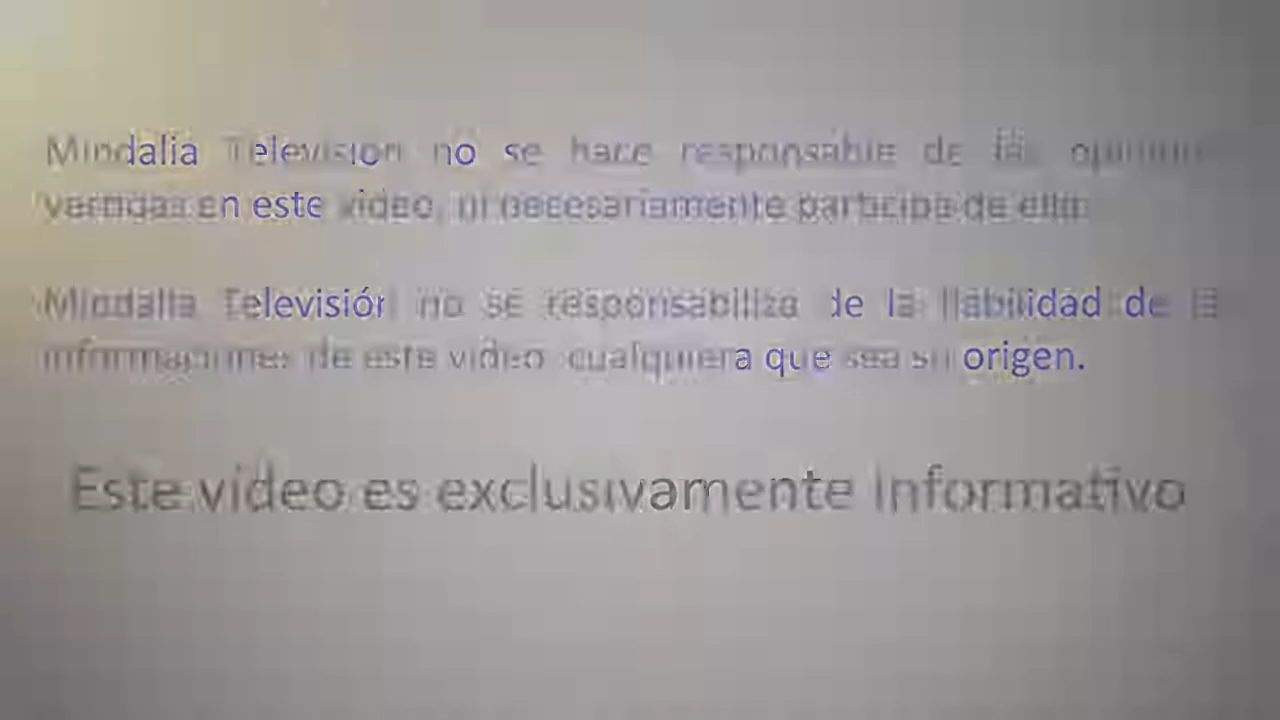 Mindalia Televisión no se hace responsable de las
vertidas en este video, ni necesariamente participa de ello.
Mindalia Televisión no se responsabiliza de la fiabilidad de
informaciones de este video cualquiera que sea su origen.
Este video es exclusivamente informativo